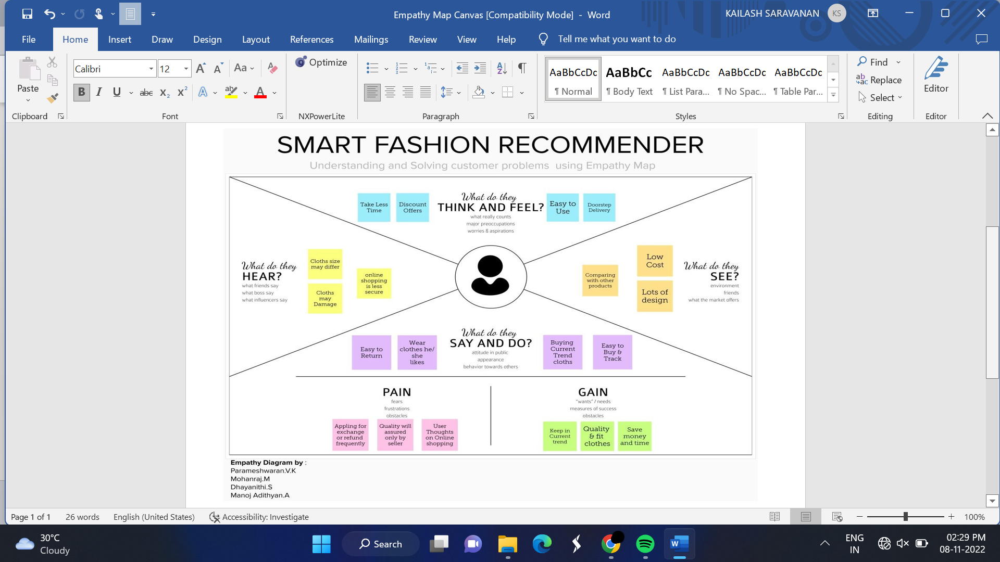 Empathy Map Canvas [Compatibility Mode] - Word
KAILASH SARAVANAN
KS
File
Home
Insert
Draw
Design
Layout
References
Mailings
Review
View
Help
Tell me what you want to do
Paste
Clipboard
Calibri
12
Aa
B
I
U
abc
x₂
x²
A
Font
Optimize
NXPowerLite
Paragraph
AaBbCcDc
¶ Normal
AaBbCc
¶ Body Text
AaBbCcDc
¶ List Para...
AaBbCcDc
¶ No Spac...
AaBbCcDc
¶ Table Par...
Styles
Find
Replace
Select
Editing
Editor
Editor
SMART FASHION RECOMMENDER
Understanding and Solving customer problems using Empathy Map
Take Less
Time
Discount
Offers
What do they
THINK AND FEEL?
what really counts
major preoccupations
worries & aspirations
Easy to
Use
Doorstep
Delivery
What do they
HEAR?
what friends say
what boss say
what influencers say
Cloths size
may differ
Cloths
may
Damage
online
shopping
is less
secure
Comparing
with other
products
Low
Cost
Lots of
design
What do they
SEE?
environment
friends
what the market offers
Easy to
Return
Wear
clothes he/
she
likes
What do they
SAY AND DO?
attitude in public
appearance
behavior towards others
Buying
Current
Trend
cloths
Easy to
Buy &
Track
PAIN
fears
frustrations
obstacles
Appling for
exchange
or refund
frequently
Quality will
assured
only by
seller
User
Thoughts
on Online
shopping
GAIN
"wants" / needs
measures of success
obstacles
Keep in
Current
trend
Quality
& fit
clothes
Save
money
and time
Empathy Diagram by :
Parameshwaran.V.K
Mohanraj.M
Dhayanithi.S
Manoj Adithyan.A
Page 1 of 1
26 words
English (United States)
Accessibility: Investigate
100%
30°C
Cloudy
Search
ENG
IN
02:29 PM
08-11-2022